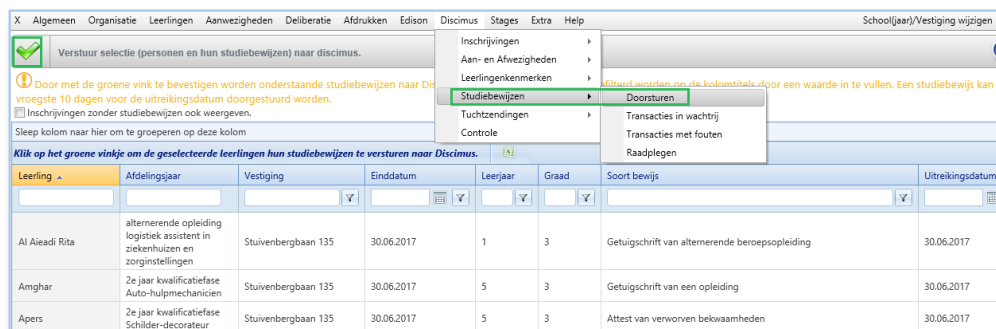 X Algemeen Organisatie Leerlingen Aanwezigheden Deliberatie Afdrukken Edison Discimus Stages Extra Help School(jaar)/Vestiging wijzigen
Verstuur selectie (personen en hun studiebewijzen) naar discimus.
Inschrijvingen
Aan- en Afwezigheden
Leerlingenkenmerken
Studiebewijzen
Tuchtzendingen
Controle
Doorsturen
Transacties in wachtrij
Transacties met fouten
Raadplegen
Door met de groene vink te bevestigen worden onderstaande studiebewijzen naar Dis filterd worden op de kolomtitels door een waarde in te vullen. Een studiebewijs kan
vroegste 10 dagen voor de uitreikingsdatum doorgestuurd worden.
Inschrijvingen zonder studiebewijzen ook weergeven.
Sleep kolom naar hier om te groeperen op deze kolom
Klik op het groene vinkje om de geselecteerde leerlingen hun studiebewijzen te versturen naar Discimus.
Leerling Afdelingsjaar Vestiging Einddatum Leerjaar Graad Soort bewijs Uitreikingsdatum
alternerende opleiding
logistiek assistent in
Al Aieadi Rita Stuivenbergbaan 135 30.06.2017 1 3 Getuigschrift van alternerende beroepsopleiding 30.06.2017
ziekenhuizen en
zorginstellingen
2e jaar kwalificatiefase
Amghar Stuivenbergbaan 135 30.06.2017 5 3 Getuigschrift van een opleiding 30.06.2017
Auto-hulpmechanicien
2e jaar kwalificatiefase
Apers Stuivenbergbaan 135 30.06.2017 5 3 Attest van verworven bekwaamheden 30.06.2017
Schilder-decorateur